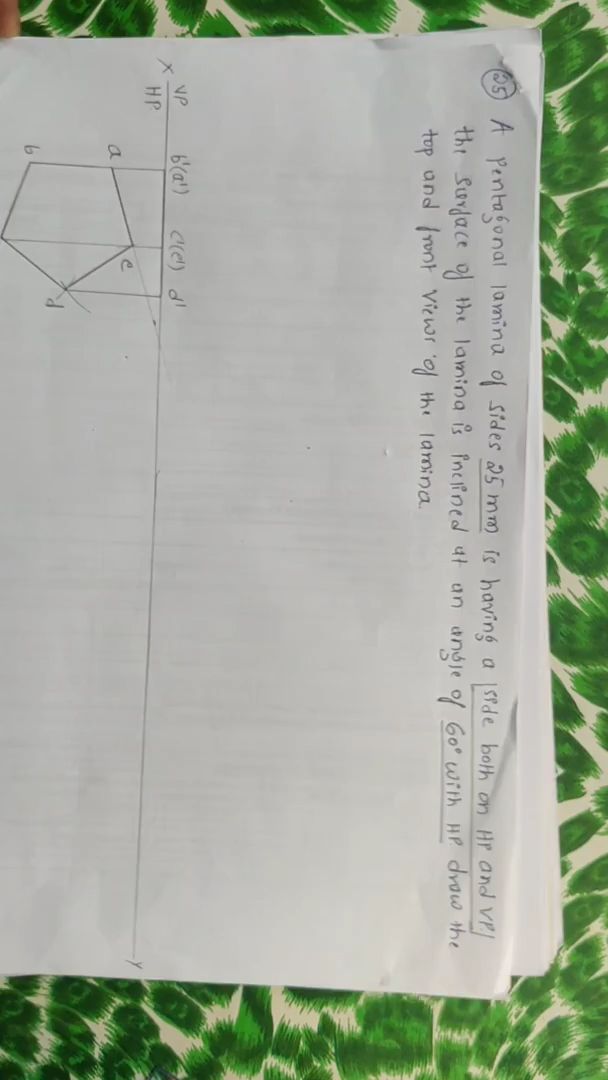 25 A pentagonal lamina of sides 25 mm is having a side both on HP and VP.
the surface of the lamina is inclined at an angle of 60° with HP draw the
top and front views of the lamina
X VP b'(a') c'(e') d' Y
HP
a
e
b
d